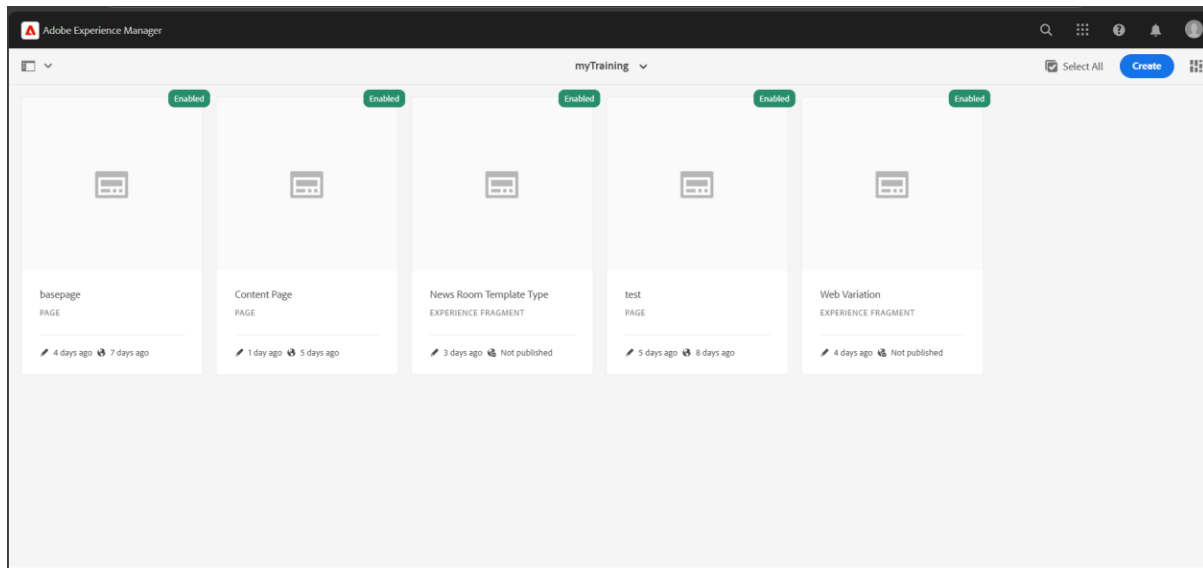 Adobe Experience Manager
myTraining
Select All
Create
Enabled
Enabled
Enabled
Enabled
Enabled
basepage
PAGE
4 days ago 7 days ago
Content Page
PAGE
1 day ago 5 days ago
News Room Template Type
EXPERIENCE FRAGMENT
3 days ago Not published
test
PAGE
5 days ago 8 days ago
Web Variation
EXPERIENCE FRAGMENT
4 days ago Not published